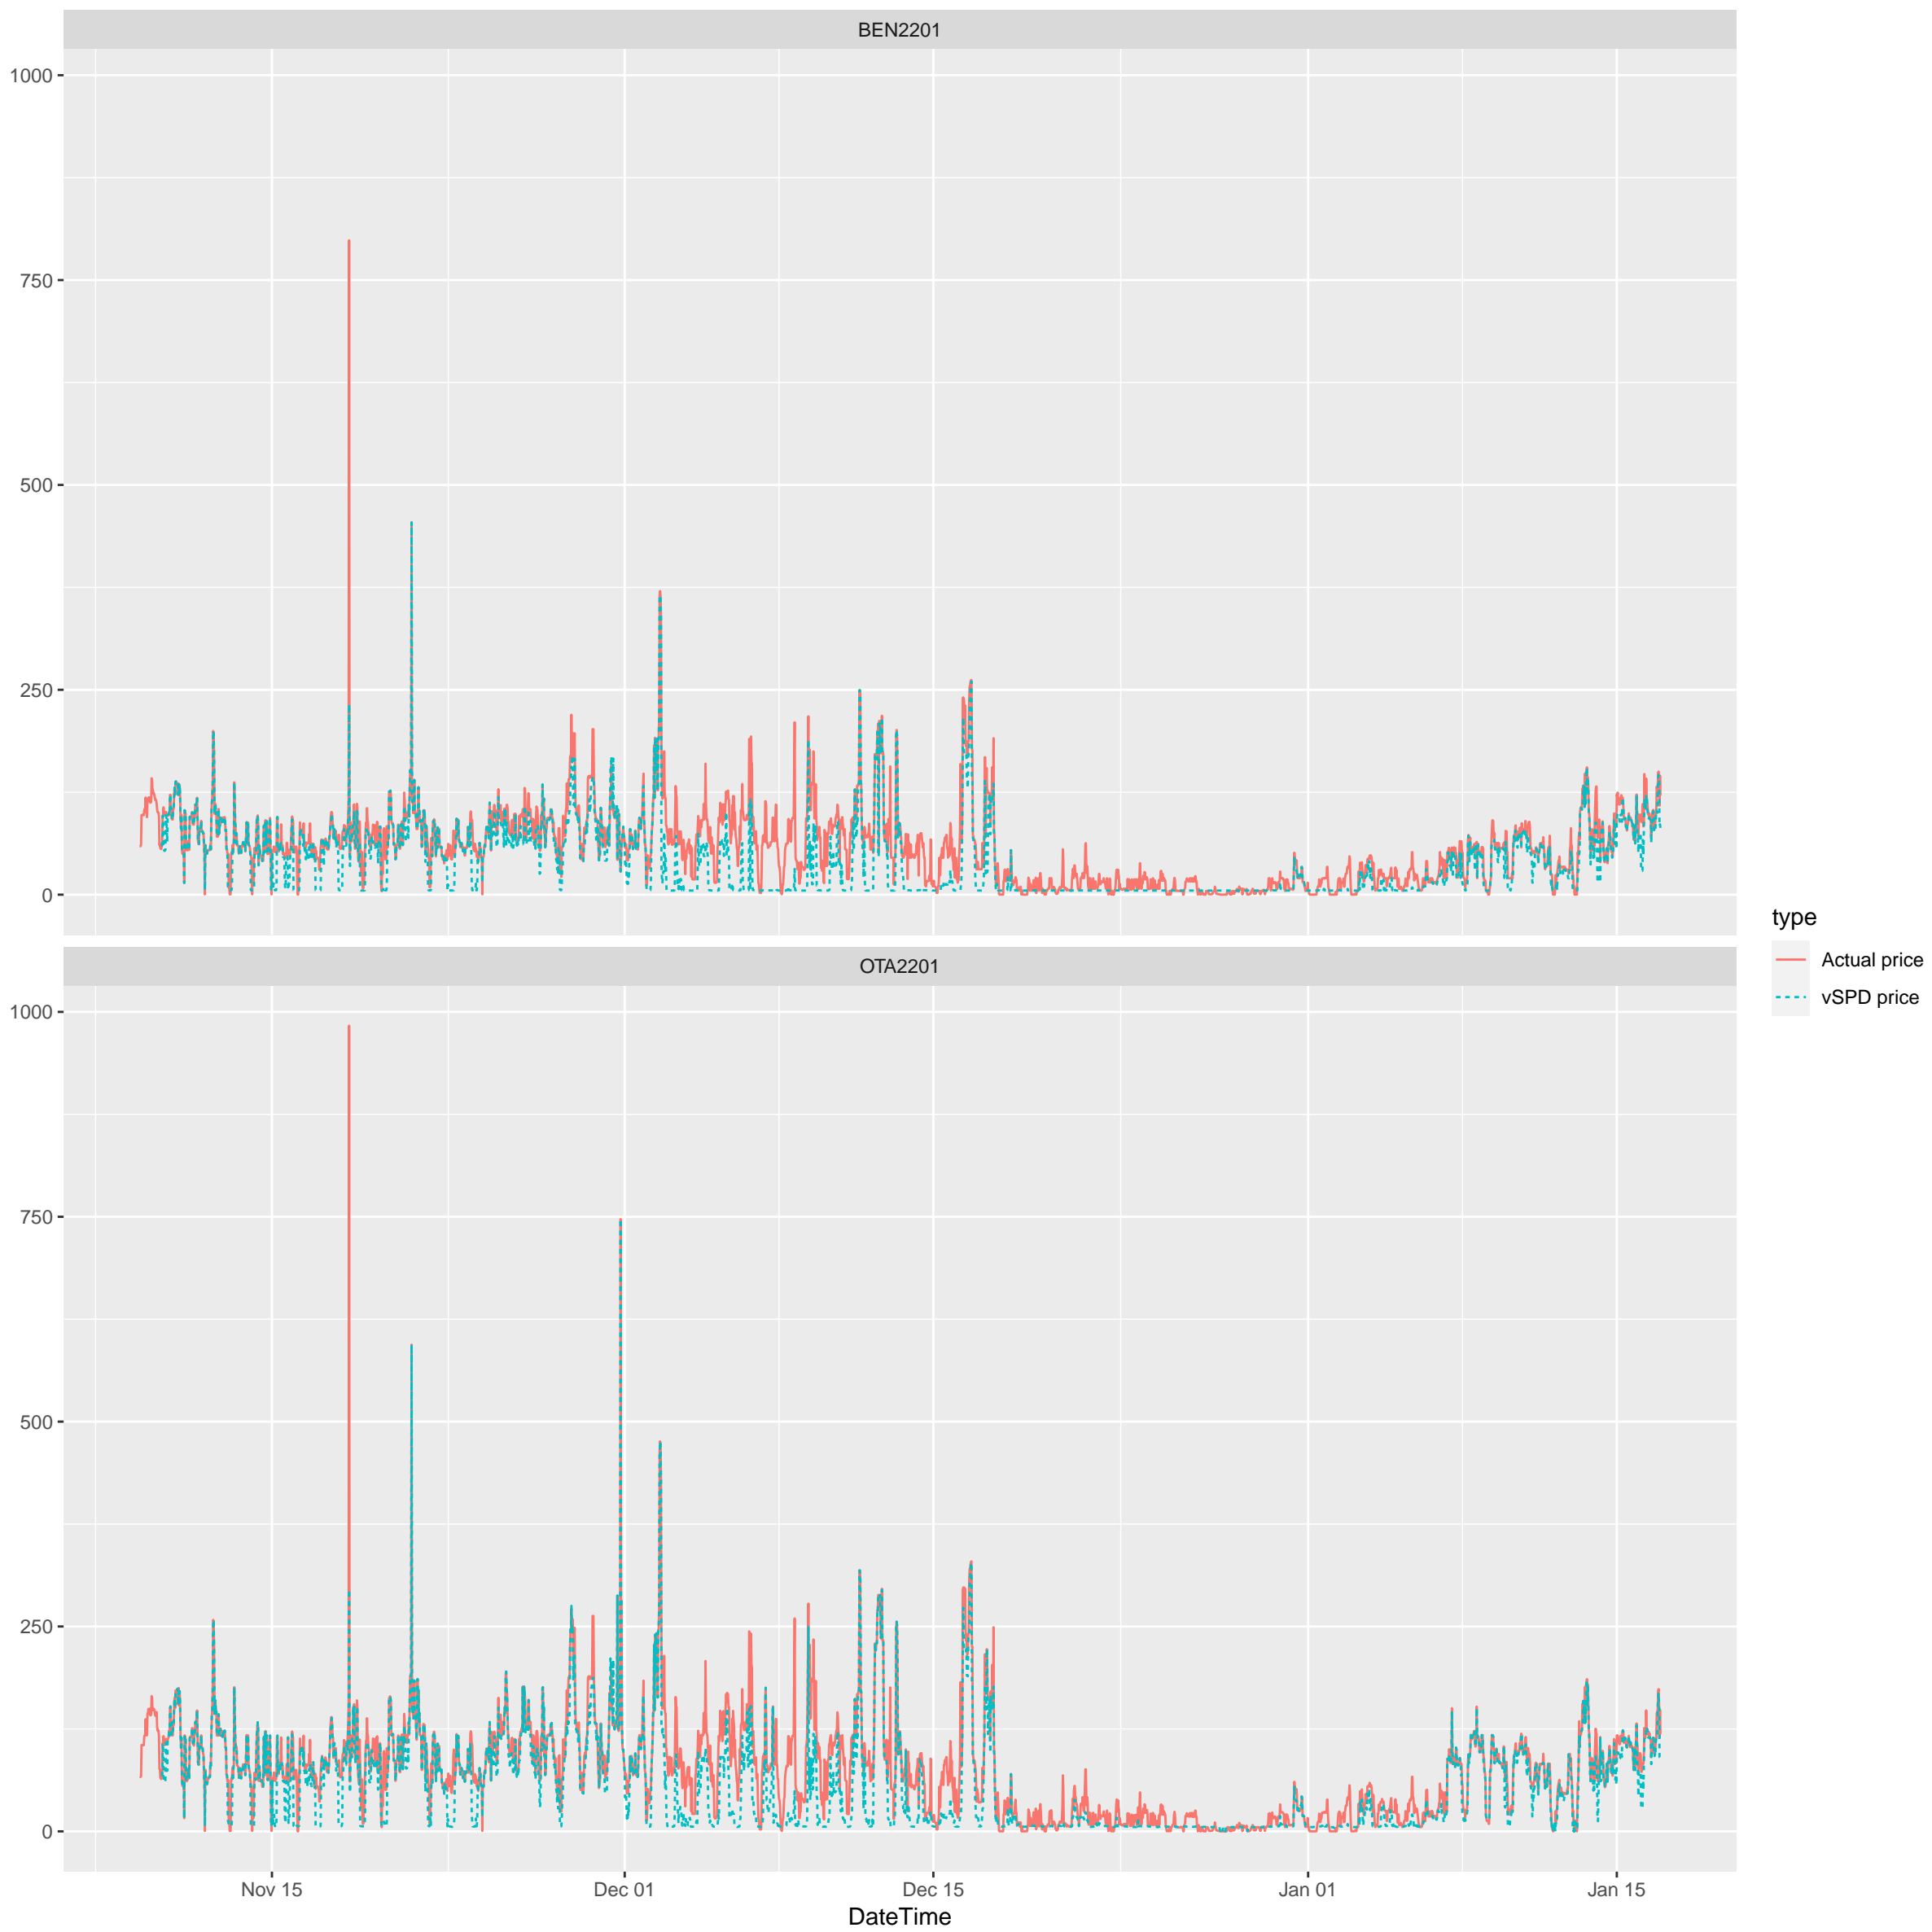 BEN2201
1000
750
500
250
0
OTA2201
1000
750
500
250
0
Nov 15
Dec 01
Dec 15
Jan 01
Jan 15
DateTime
type
Actual price
vSPD price